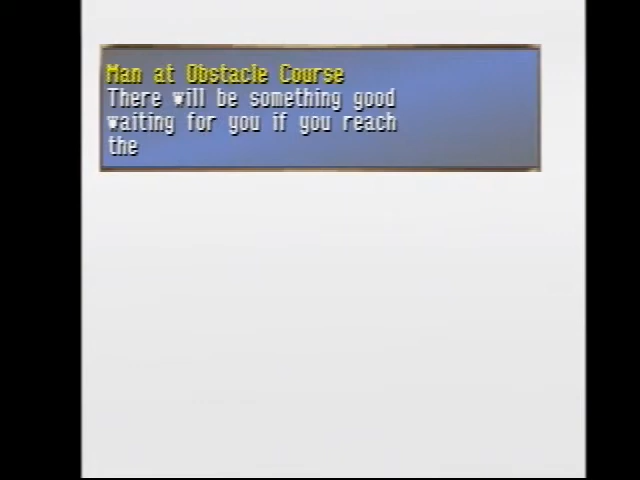 Man at Obstacle Course
There will be something good
waiting for you if you reach
the